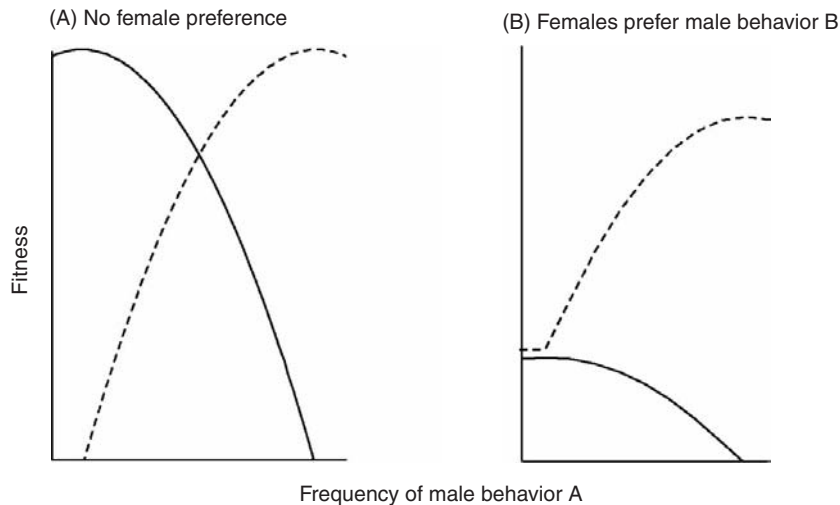 (A) No female preference
(B) Females prefer male behavior B
Fitness
Frequency of male behavior A